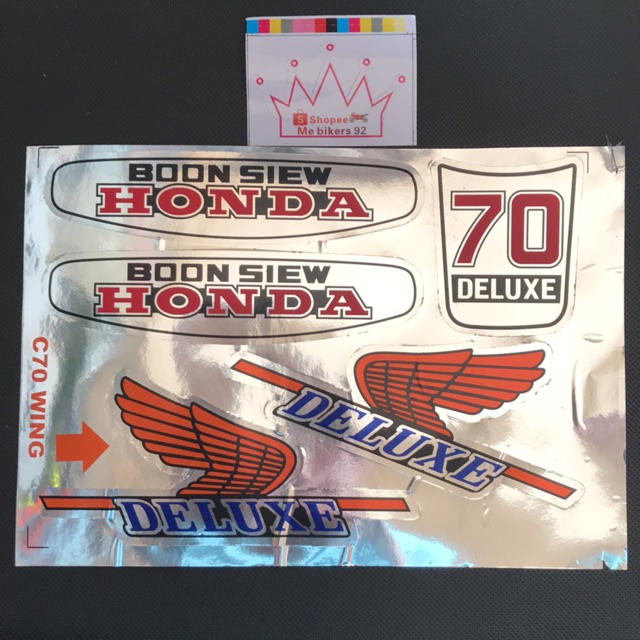 Shopee
Me bikers 92
BOON SIEW
HONDA
70
DELUXE
BOON SIEW
HONDA
C70 WING
DELUXE
DELUXE